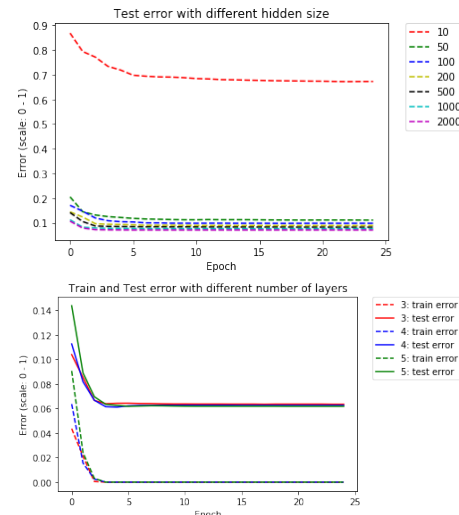 Test error with different hidden size
Error (scale: 0 - 1)
0.9
0.8
0.7
0.6
0.5
0.4
0.3
0.2
0.1
0 5 10 15 20 25
Epoch
10
50
100
200
500
1000
2000
Train and Test error with different number of layers
Error (scale: 0 - 1)
0.14
0.12
0.10
0.08
0.06
0.04
0.02
0.00
0 5 10 15 20 25
Epoch
3: train error
3: test error
4: train error
4: test error
5: train error
5: test error